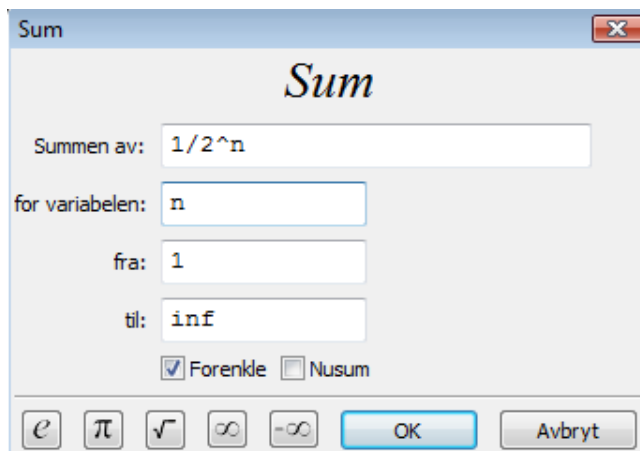 Sum
Sum
Summen av: 1/2^n
for variabelen: n
fra: 1
til: inf
Forenkle Nusum
e π √ ∞ -∞ OK Avbryt